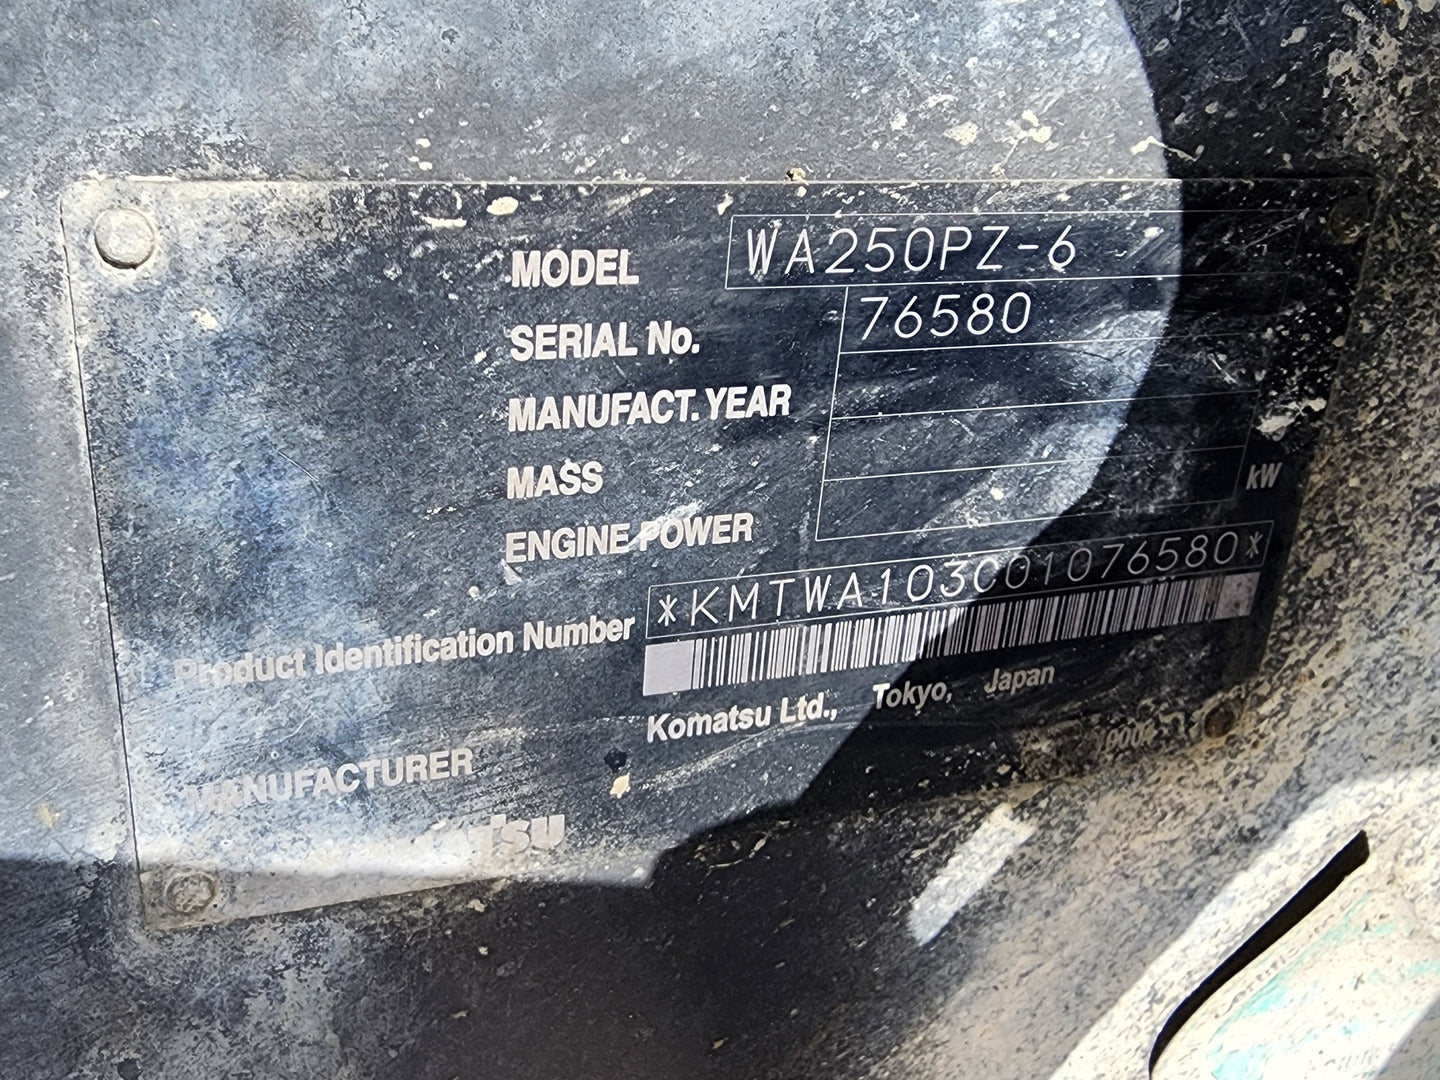 MODEL WA250PZ-6
SERIAL No. 76580
MANUFACT. YEAR
MASS
ENGINE POWER kW
Product Identification Number *KMTWA103C01076580*
MANUFACTURER Komatsu Ltd., Tokyo, Japan